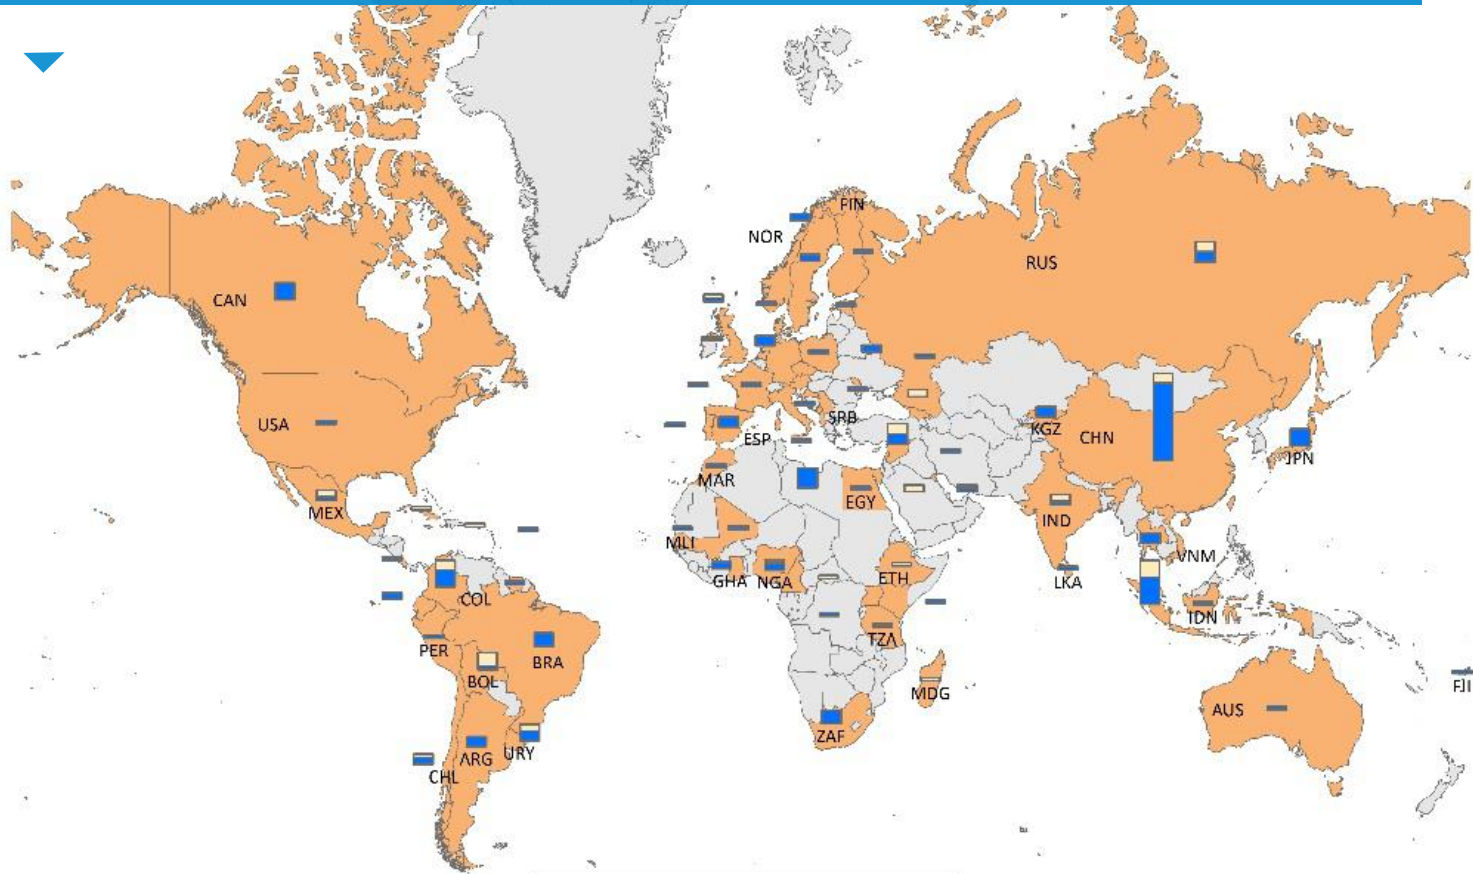 FIN
NOR
RUS
CAN
USA
SRB
ESP
KGZ
CHN
JPN
MAR
EGY
MEX
IND
MLI
VNM
GHA
NGA
ETH
LKA
COL
IDN
TZA
PER
BRA
BOL
MDG
FJI
AUS
ZAF
URY
ARG
CHL